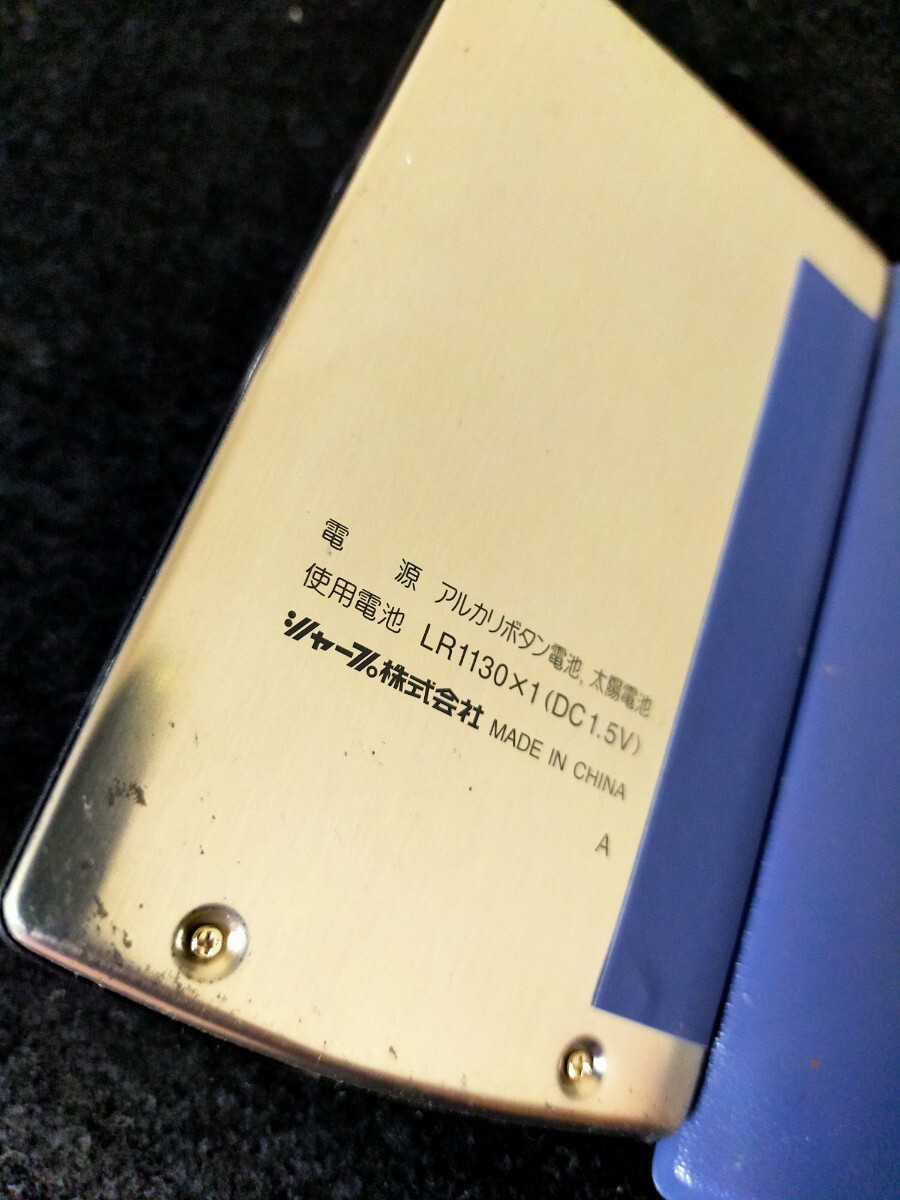 電源 アルカリボタン電池, 太陽電池
使用電池 LR1130×1 (DC1.5V)
シャープ株式会社 MADE IN CHINA
A